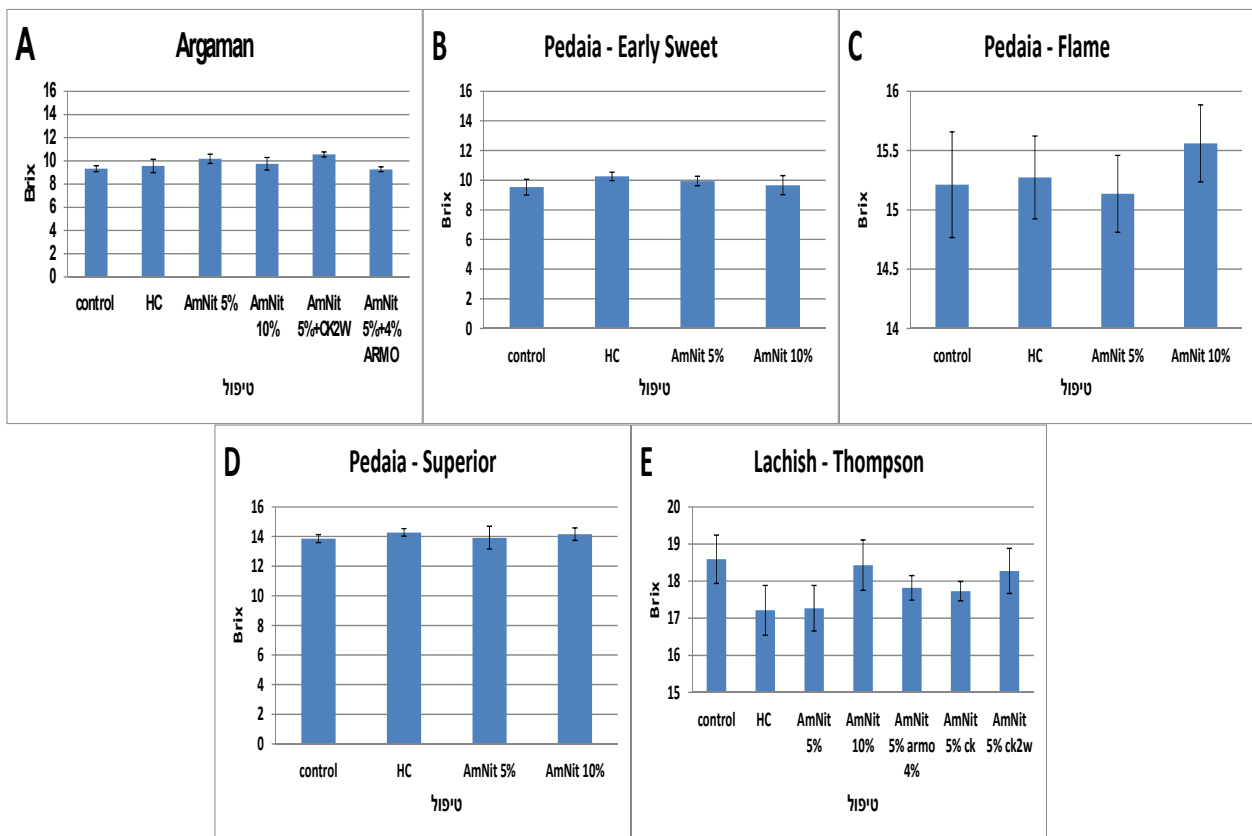 A
Argaman
Brix
16
14
12
10
8
6
4
2
0
control
HC
AmNit 5%
AmNit
10%
AmNit
5%+CK2W
AmNit
5%+4%
ARMO
טיפול
B
Pedaia - Early Sweet
Brix
16
14
12
10
8
6
4
2
0
control
HC
AmNit 5%
AmNit 10%
טיפול
C
Pedaia - Flame
Brix
16
15.5
15
14.5
14
control
HC
AmNit 5%
AmNit 10%
טיפול
D
Pedaia - Superior
Brix
16
14
12
10
8
6
4
2
0
control
HC
AmNit 5%
AmNit 10%
טיפול
E
Lachish - Thompson
Brix
20
19
18
17
16
15
control
HC
AmNit
5%
AmNit
10%
AmNit
5% armo
4%
AmNit
5% ck
AmNit
5% ck2w
טיפול